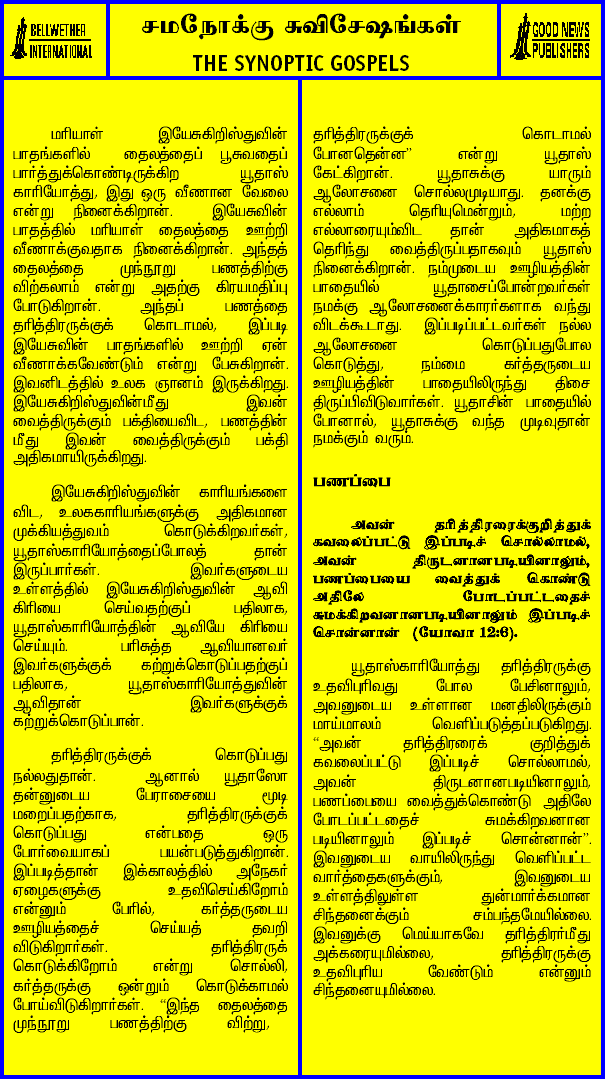 BELLWETHER
INTERNATIONAL
சமநோக்கு சுவிசேஷங்கள்
THE SYNOPTIC GOSPELS
GOOD NEWS
PUBLISHERS
மரியாள் இயேசுகிறிஸ்துவின்
பாதங்களில் தைலத்தைப் பூசுவதைப்
பார்த்துக்கொண்டிருக்கிற யூதாஸ்
காரியோத்து, இது ஒரு வீணான வேலை
என்று நினைக்கிறான். இயேசுவின்
பாதத்தில் மரியாள் தைலத்தை ஊற்றி
வீணாக்குவதாக நினைக்கிறான். அந்தத்
தைலத்தை முந்நூறு பணத்திற்கு
விற்கலாம் என்று அதற்கு கிரயமதிப்பு
போடுகிறான். அந்தப் பணத்தை
தரித்திரருக்குக் கொடாமல், இப்படி
இயேசுவின் பாதங்களில் ஊற்றி ஏன்
வீணாக்கவேண்டும் என்று பேசுகிறான்.
இவனிடத்தில் உலக ஞானம் இருக்கிறது.
இயேசுகிறிஸ்துவின்மீது இவன்
வைத்திருக்கும் பக்தியைவிட, பணத்தின்
மீது இவன் வைத்திருக்கும் பக்தி
அதிகமாயிருக்கிறது.
இயேசுகிறிஸ்துவின் காரியங்களை
விட, உலககாரியங்களுக்கு அதிகமான
முக்கியத்துவம் கொடுக்கிறவர்கள்,
யூதாஸ்காரியோத்தைப்போலத் தான்
இருப்பார்கள். இவர்களுடைய
உள்ளத்தில் இயேசுகிறிஸ்துவின் ஆவி
கிரியை செய்வதற்குப் பதிலாக,
யூதாஸ்காரியோத்தின் ஆவியே கிரியை
செய்யும். பரிசுத்த ஆவியானவர்
இவர்களுக்குக் கற்றுக்கொடுப்பதற்குப்
பதிலாக, யூதாஸ்காரியோத்துவின்
ஆவிதான் இவர்களுக்குக்
கற்றுக்கொடுப்பான்.
தரித்திரருக்குக் கொடுப்பது
நல்லதுதான். ஆனால் யூதாஸோ
தன்னுடைய பேராசையை மூடி
மறைப்பதற்காக, தரித்திரருக்குக்
கொடுப்பது என்பதை ஒரு
போர்வையாகப் பயன்படுத்துகிறான்.
இப்படித்தான் இக்காலத்தில் அநேகர்
ஏழைகளுக்கு உதவிசெய்கிறோம்
என்னும் பேரில், கர்த்தருடைய
ஊழியத்தைச் செய்யத் தவறி
விடுகிறார்கள். தரித்திரருக்
கொடுக்கிறோம் என்று சொல்லி,
கர்த்தருக்கு ஒன்றும் கொடுக்காமல்
போய்விடுகிறார்கள். “இந்த தைலத்தை
முந்நூறு பணத்திற்கு விற்று,
தரித்திரருக்குக் கொடாமல்
போனதென்ன” என்று யூதாஸ்
கேட்கிறான். யூதாசுக்கு யாரும்
ஆலோசனை சொல்லமுடியாது. தனக்கு
எல்லாம் தெரியுமென்றும், மற்ற
எல்லாரையும்விட தான் அதிகமாகத்
தெரிந்து வைத்திருப்பதாகவும் யூதாஸ்
நினைக்கிறான். நம்முடைய ஊழியத்தின்
பாதையில் யூதாசைப்போன்றவர்கள்
நமக்கு ஆலோசனைக்காரர்களாக வந்து
விடக்கூடாது. இப்படிப்பட்டவர்கள் நல்ல
ஆலோசனை கொடுப்பதுபோல
கொடுத்து, நம்மை கர்த்தருடைய
ஊழியத்தின் பாதையிலிருந்து திசை
திருப்பிவிடுவார்கள். யூதாசின் பாதையில்
போனால், யூதாசுக்கு வந்த முடிவுதான்
நமக்கும் வரும்.
பணப்பை
அவன் தரித்திரரைக்குறித்துக்
கவலைப்பட்டு இப்படிச் சொல்லாமல்,
அவன் திருடனானபடியினாலும்,
பணப்பையை வைத்துக் கொண்டு
அதிலே போடப்பட்டதைச்
சுமக்கிறவனானபடியினாலும் இப்படிச்
சொன்னான் (யோவா 12:6).
யூதாஸ்காரியோத்து தரித்திரருக்கு
உதவிபுரிவது போல பேசினாலும்,
அவனுடைய உள்ளான மனதிலிருக்கும்
மாய்மாலம் வெளிப்படுத்தப்படுகிறது.
“அவன் தரித்திரரைக் குறித்துக்
கவலைப்பட்டு இப்படிச் சொல்லாமல்,
அவன் திருடனானபடியினாலும்,
பணப்பையை வைத்துக்கொண்டு அதிலே
போடப்பட்டதைச் சுமக்கிறவனான
படியினாலும் இப்படிச் சொன்னான்”.
இவனுடைய வாயிலிருந்து வெளிப்பட்ட
வார்த்தைகளுக்கும், இவனுடைய
உள்ளத்திலுள்ள துன்மார்க்கமான
சிந்தனைக்கும் சம்பந்தமேயில்லை.
இவனுக்கு மெய்யாகவே தரித்திரர்மீது
அக்கரையுமில்லை, தரித்திரருக்கு
உதவிபுரிய வேண்டும் என்னும்
சிந்தனையுமில்லை.